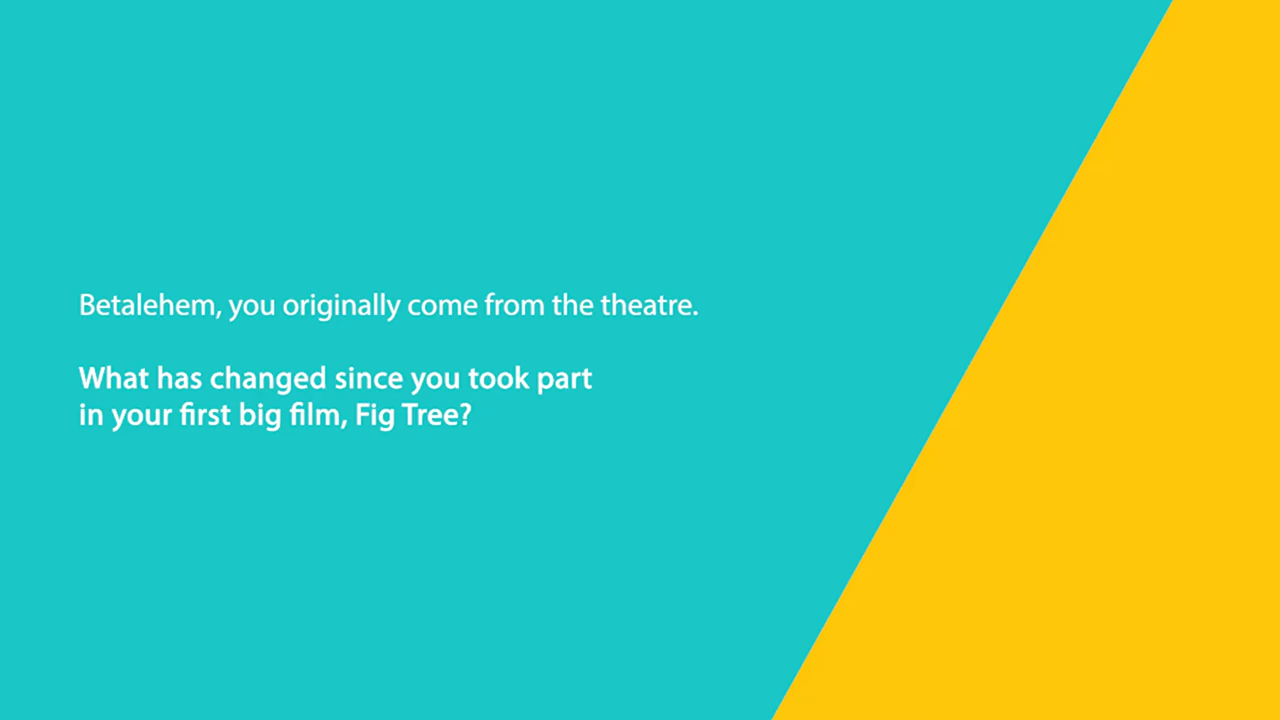 Betalehem, you originally come from the theatre.
What has changed since you took part
in your first big film, Fig Tree?